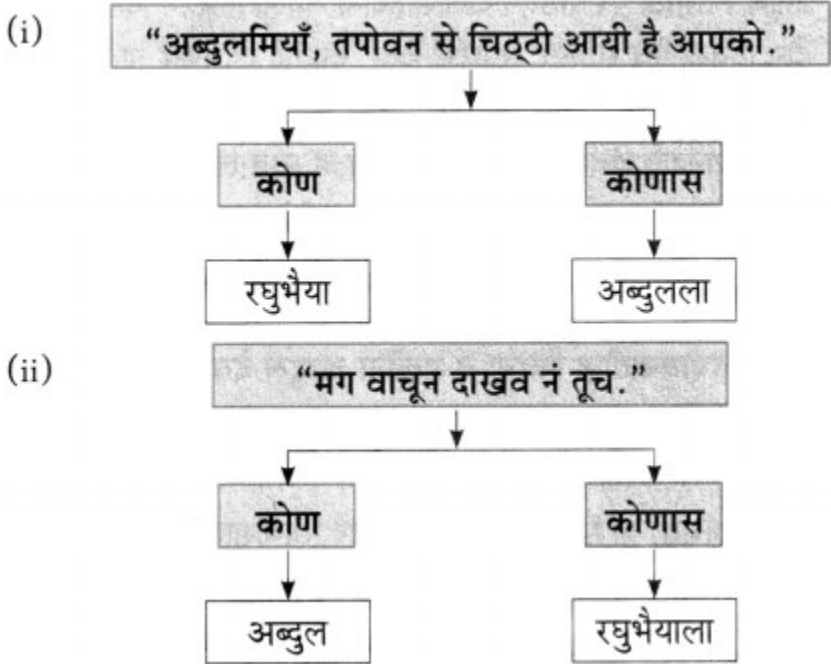 (i) “अब्दुलमियाँ, तपोवन से चिठ्ठी आयी है आपको.”
कोण कोणास
रघुभैया अब्दुलला
(ii) “मग वाचून दाखव नं तूच.”
कोण कोणास
अब्दुल रघुभैयाला